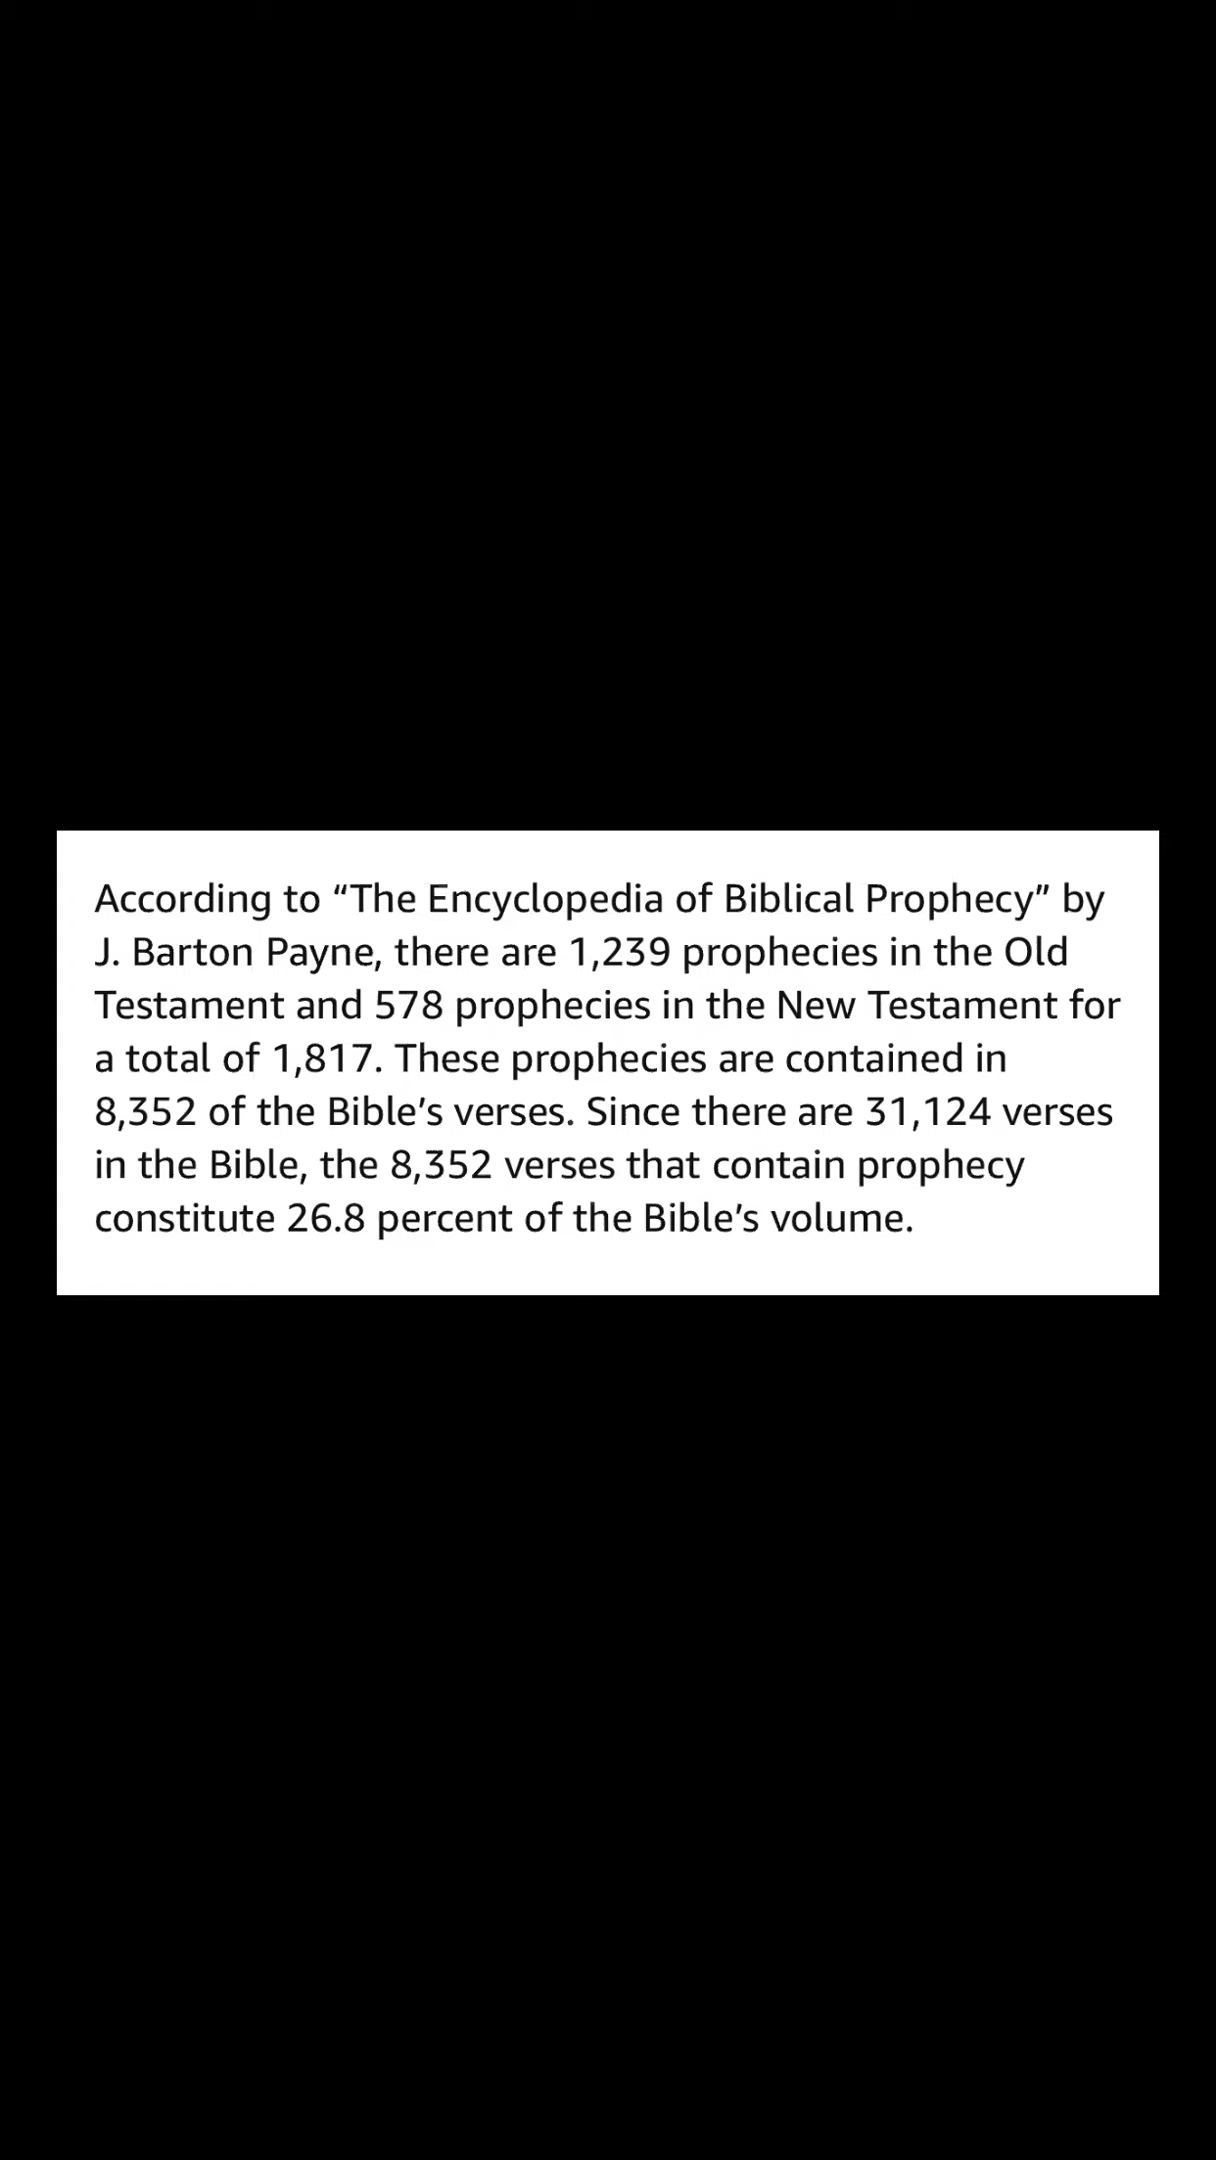 According to “The Encyclopedia of Biblical Prophecy” by
J. Barton Payne, there are 1,239 prophecies in the Old
Testament and 578 prophecies in the New Testament for
a total of 1,817. These prophecies are contained in
8,352 of the Bible’s verses. Since there are 31,124 verses
in the Bible, the 8,352 verses that contain prophecy
constitute 26.8 percent of the Bible’s volume.